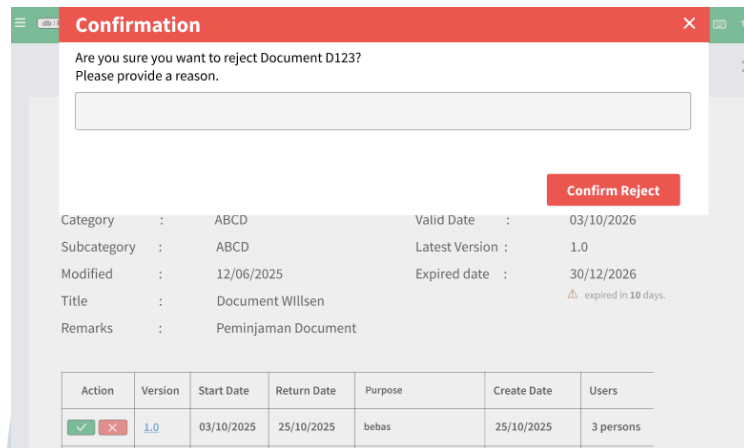 Confirmation
Are you sure you want to reject Document D123?
Please provide a reason.
Confirm Reject
Category : ABCD Valid Date : 03/10/2026
Subcategory : ABCD Latest Version : 1.0
Modified : 12/06/2025 Expired date : 30/12/2026
Title : Document WIllsen expired in 10 days.
Remarks : Peminjaman Document
Action Version Start Date Return Date Purpose Create Date Users
1.0 03/10/2025 25/10/2025 bebas 25/10/2025 3 persons